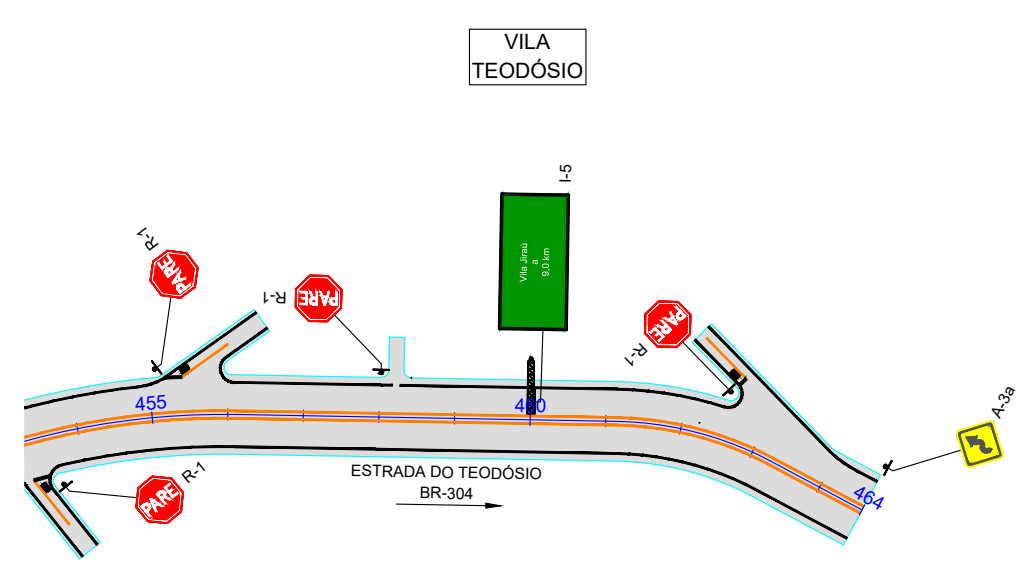 VILA
TEODÓSIO
I-5
Vila Jiraú
a
9,0 km
R-1
PARE
R-1
PARE
PARE
R-1
A-3a
455
460
464
R-1
PARE
ESTRADA DO TEODÓSIO
BR-304